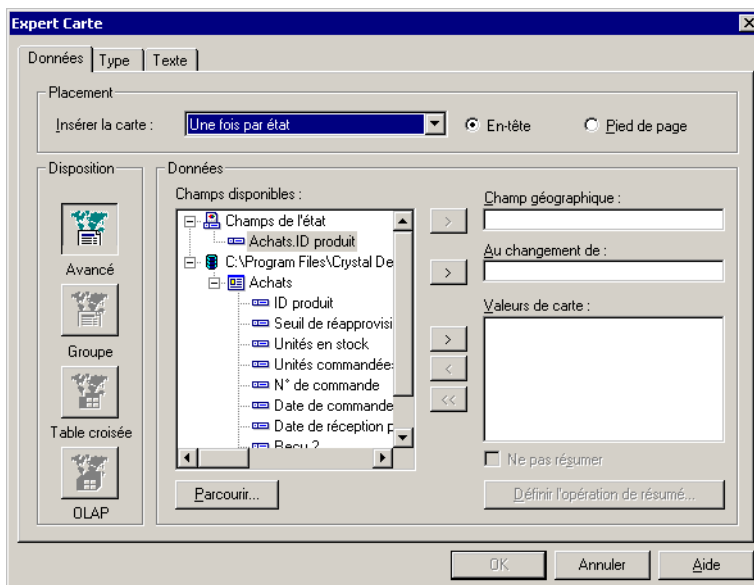 Expert Carte
Données Type Texte
Placement
Insérer la carte : Une fois par état En-tête Pied de page
Disposition
Avancé
Groupe
Table croisée
OLAP
Données
Champs disponibles :
Champs de l'état
Achats.ID produit
C:\Program Files\Crystal De
Achats
ID produit
Seuil de réapprovisi
Unités en stock
Unités commandées
N° de commande
Date de commande
Date de réception p
Reçu ?
Parcourir...
>
Champ géographique :
>
Au changement de :
Valeurs de carte :
>
<
<<
Ne pas résumer
Définir l'opération de résumé...
OK Annuler Aide